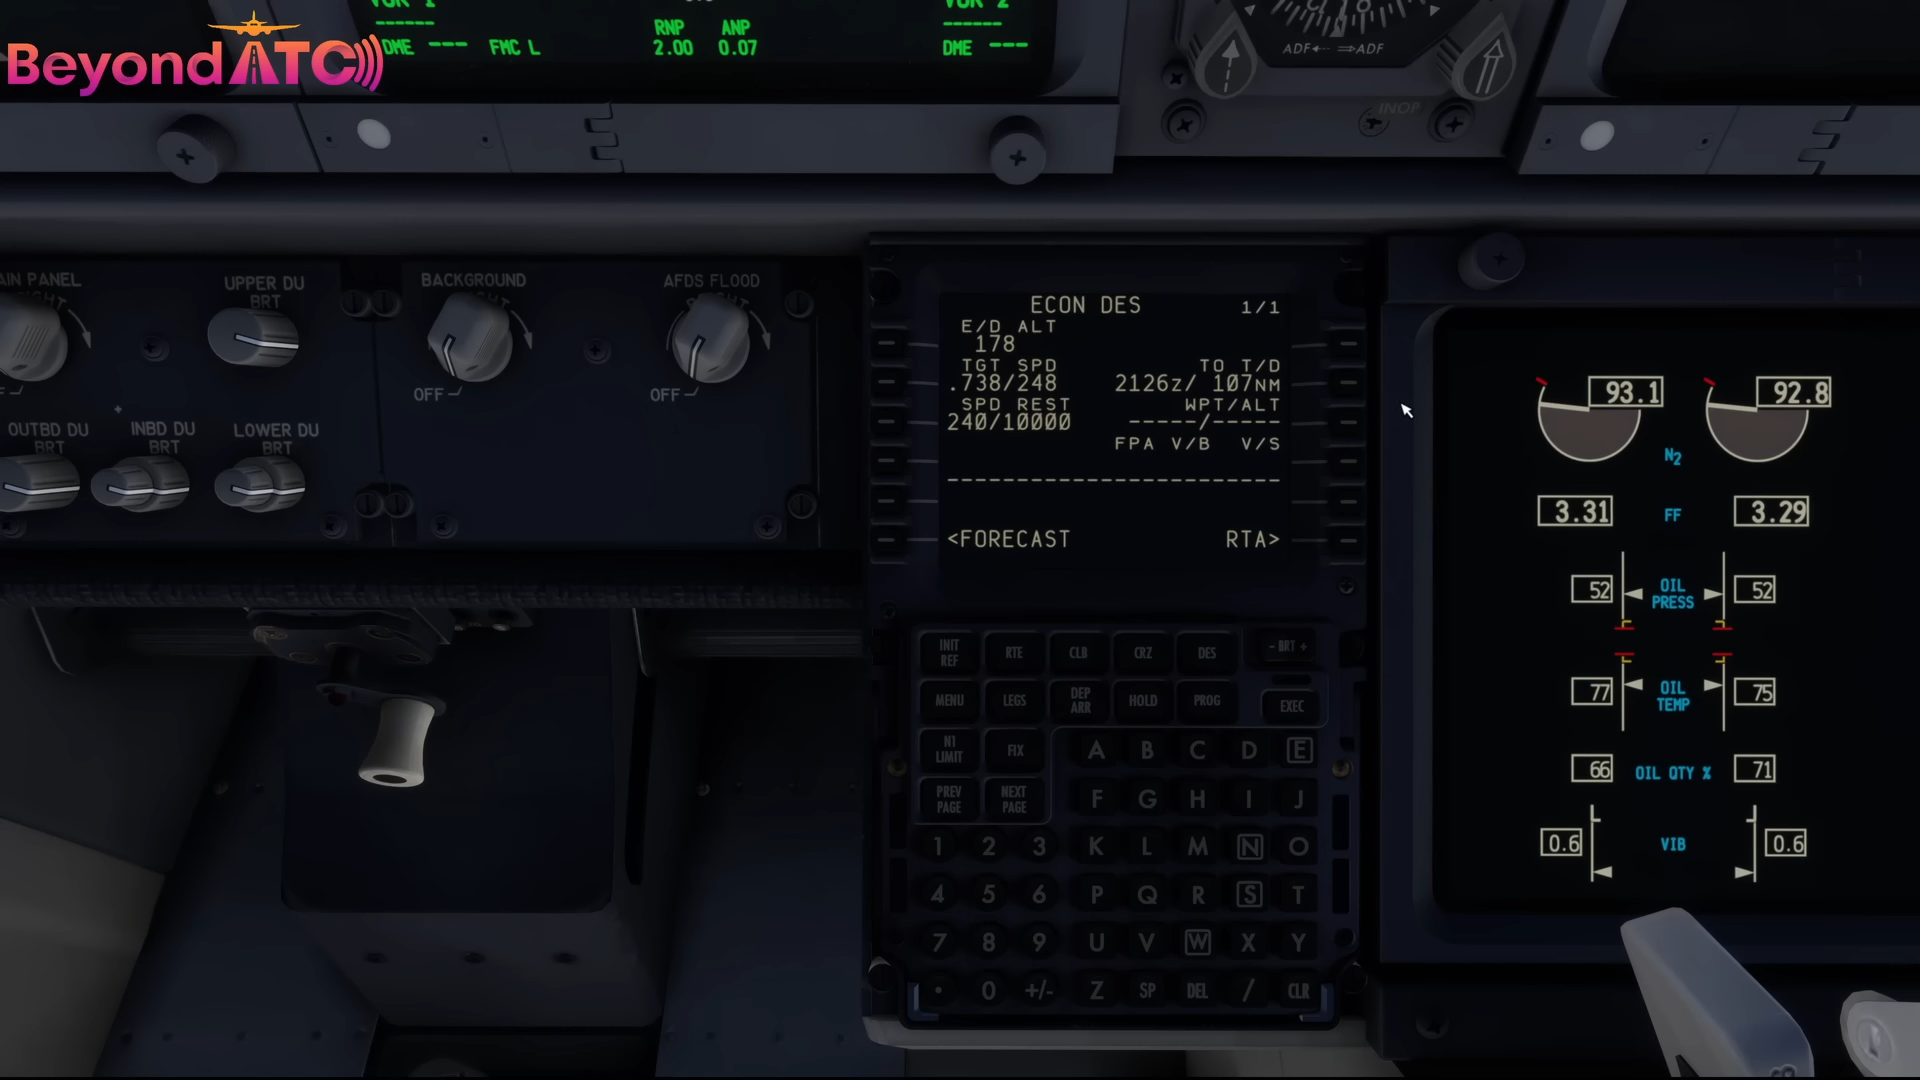 VOR 1
VOR 2
------
------
DME ---
FMC L
RNP
2.00
ANP
0.07
DME ---
ADF
ADF
INOP
BeyondATC
UPPER DU
BRT
BACKGROUND
OFF
AFDS FLOOD
BRIGHT
OFF
OUTBD DU
BRT
INBD DU
BRT
LOWER DU
BRT
ECON DES 1/1
E/D ALT
178
TGT SPD TO T/D
.738/248 2126z/ 107NM
SPD REST WPT/ALT
240/10000 -----/-----
FPA V/B V/S
<FORECAST RTA>
INIT
REF
RTE
CLB
CRZ
DES
- BRT +
MENU
LEGS
DEP
ARR
HOLD
PROG
EXEC
N1
LIMIT
FIX
PREV
PAGE
NEXT
PAGE
A B C D E
F G H I J
1 2 3 K L M N O
4 5 6 P Q R S T
7 8 9 U V W X Y
. 0 +/- Z SP DEL / CLR
93.1 92.8
N2
3.31 FF 3.29
52 OIL
PRESS 52
77 OIL
TEMP 75
66 OIL QTY % 71
0.6 VIB 0.6